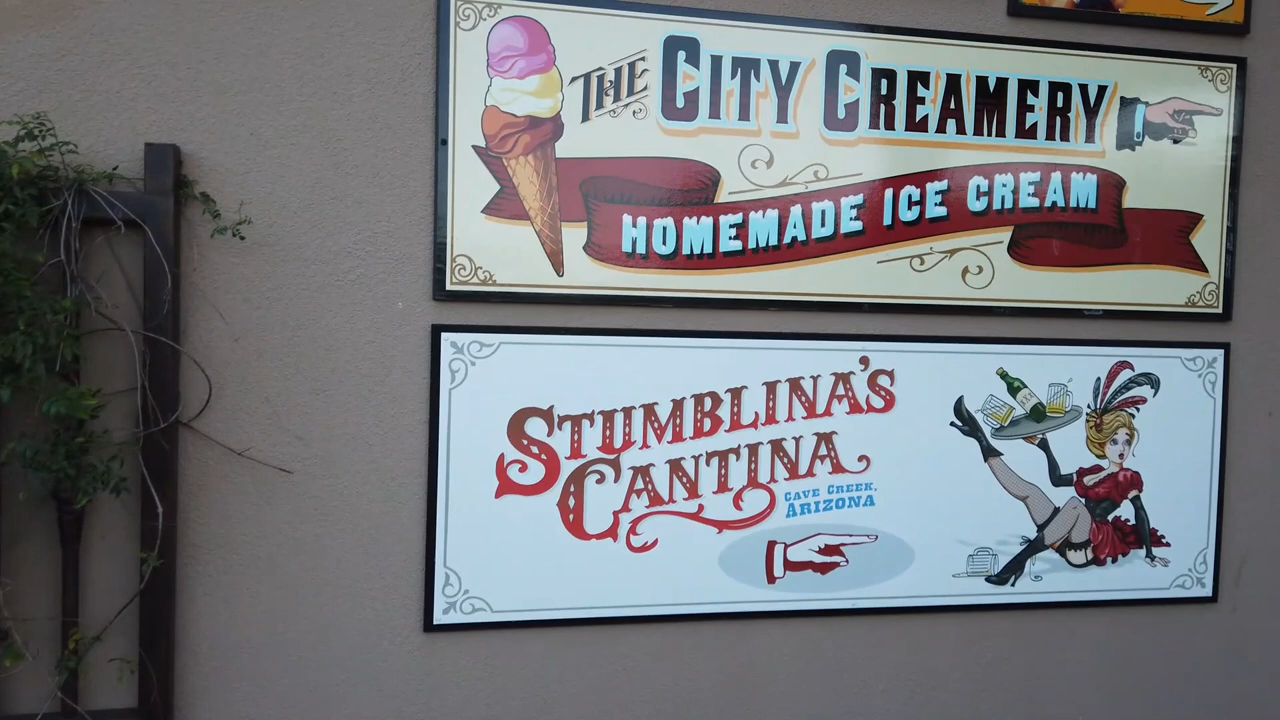 THE CITY CREAMERY
HOMEMADE ICE CREAM
STUMBLINA'S
CANTINA
CAVE CREEK,
ARIZONA